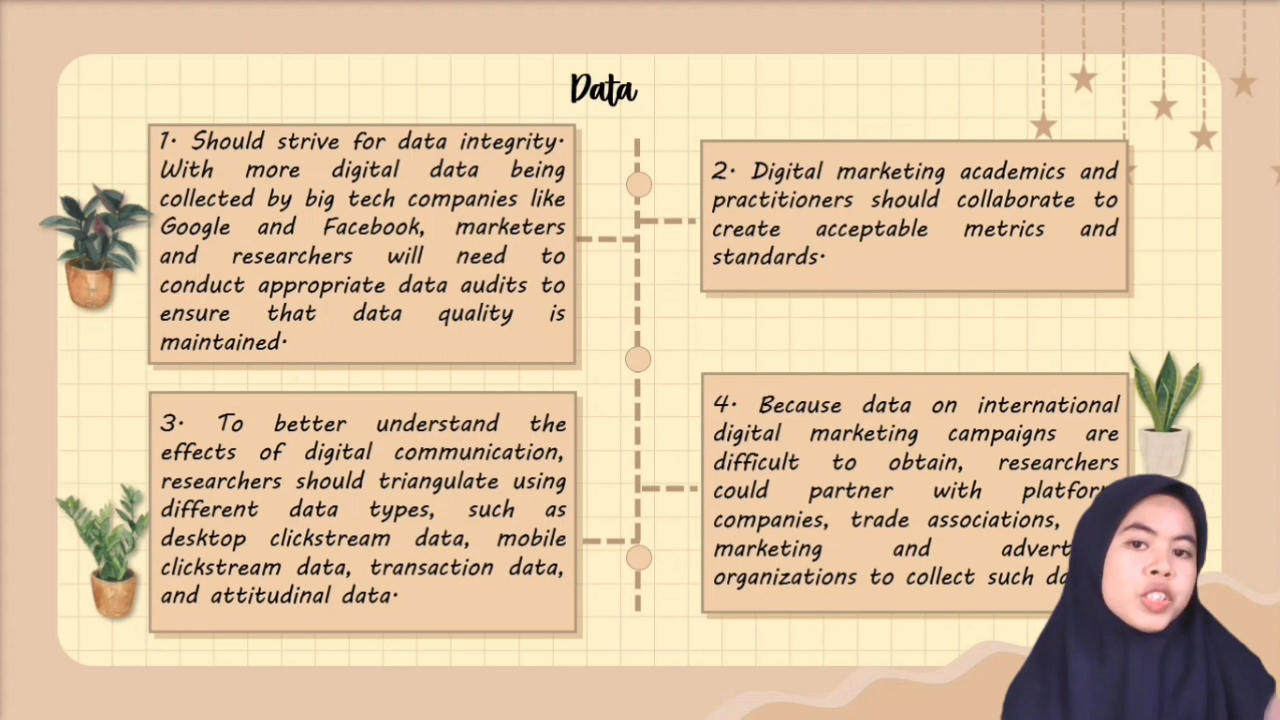 Data
1. Should strive for data integrity.
With more digital data being
collected by big tech companies like
Google and Facebook, marketers
and researchers will need to
conduct appropriate data audits to
ensure that data quality is
maintained.
2. Digital marketing academics and
practitioners should collaborate to
create acceptable metrics and
standards.
3. To better understand the
effects of digital communication,
researchers should triangulate using
different data types, such as
desktop clickstream data, mobile
clickstream data, transaction data,
and attitudinal data.
4. Because data on international
digital marketing campaigns are
difficult to obtain, researchers
could partner with
companies, trade associations,
marketing and
organizations to collect such